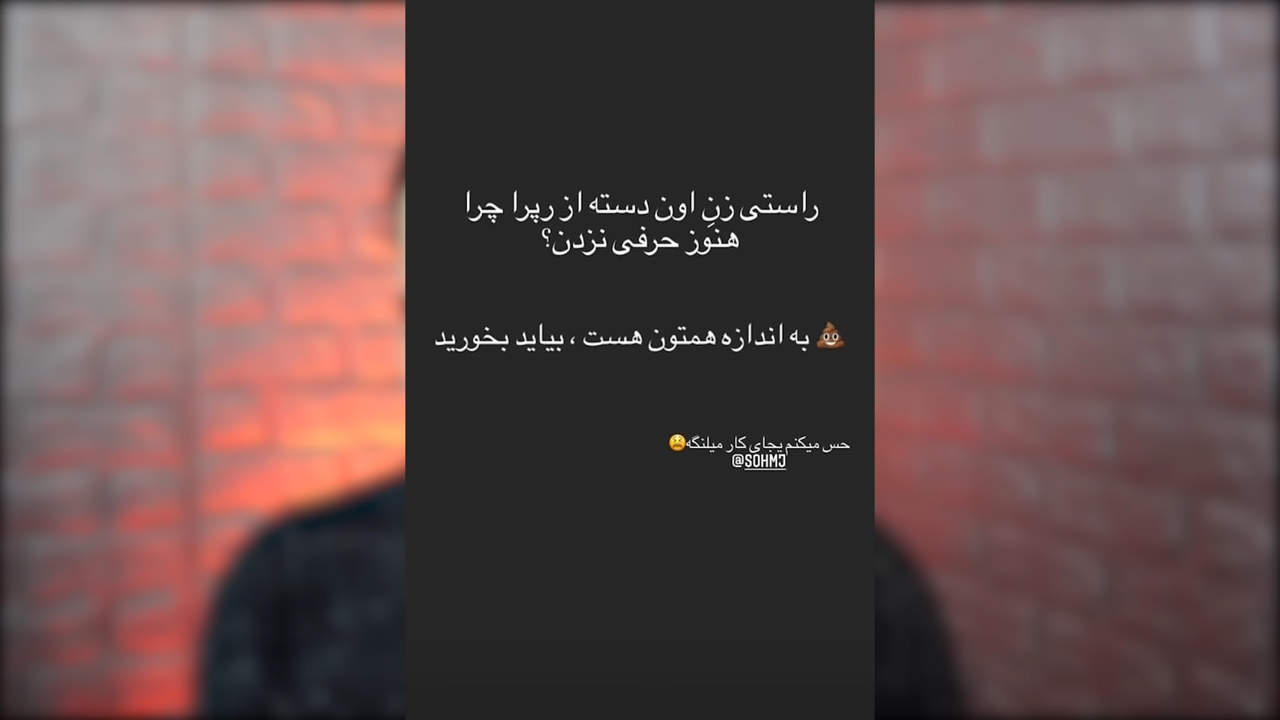 راستی زنِ اون دسته از رپرا چرا
هنوز حرفی نزدن؟
💩 به اندازه همتون هست ، بیاید بخورید
حس میکنم یجای کار میلنگه😫
@SOHMJ